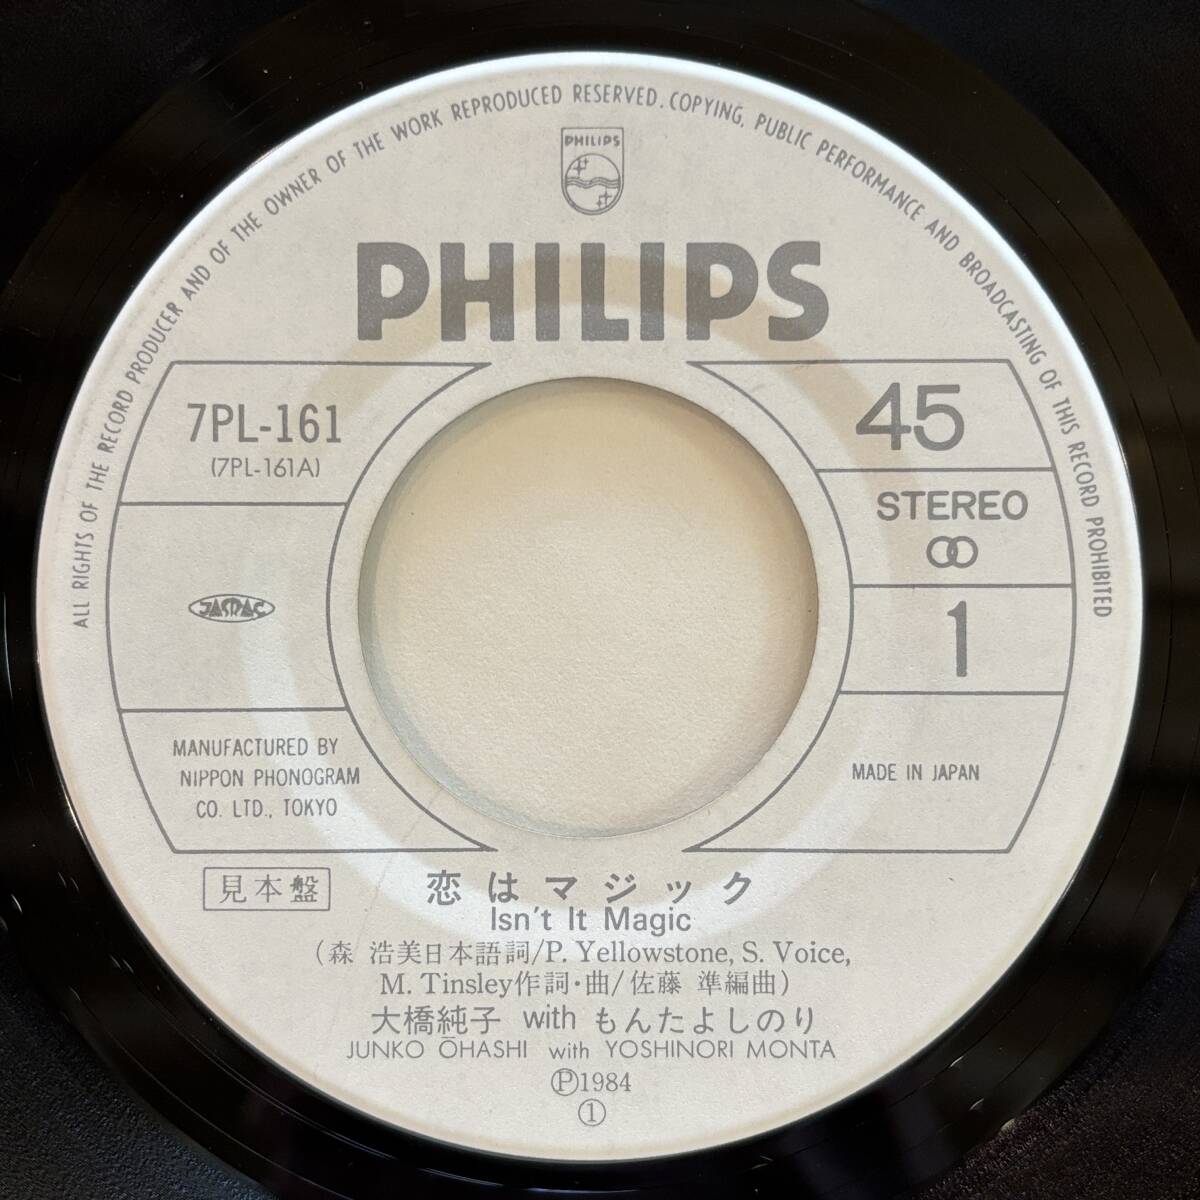 ALL RIGHTS OF THE RECORD PRODUCER AND OF THE OWNER OF THE WORK REPRODUCED RESERVED. COPYING, PUBLIC PERFORMANCE AND BROADCASTING OF THIS RECORD PROHIBITED
PHILIPS
PHILIPS
7PL-161
(7PL-161A)
45
STEREO
1
JASRAC
MANUFACTURED BY
NIPPON PHONOGRAM
CO. LTD., TOKYO
MADE IN JAPAN
見本盤
恋はマジック
Isn't It Magic
(森 浩美日本語詞/P. Yellowstone, S. Voice,
M. Tinsley作詞・曲/佐藤 準編曲)
大橋純子 with もんたよしのり
JUNKO ŌHASHI with YOSHINORI MONTA
Ⓟ1984
①